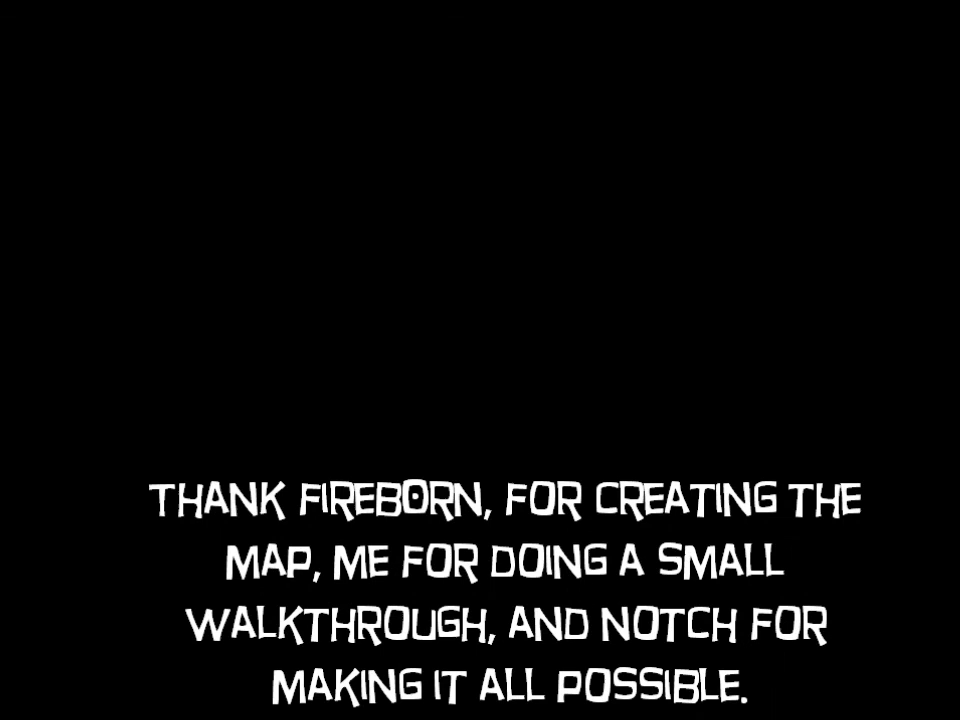 THANK FIREBORN, FOR CREATING THE
MAP, ME FOR DOING A SMALL
WALKTHROUGH, AND NOTCH FOR
MAKING IT ALL POSSIBLE.